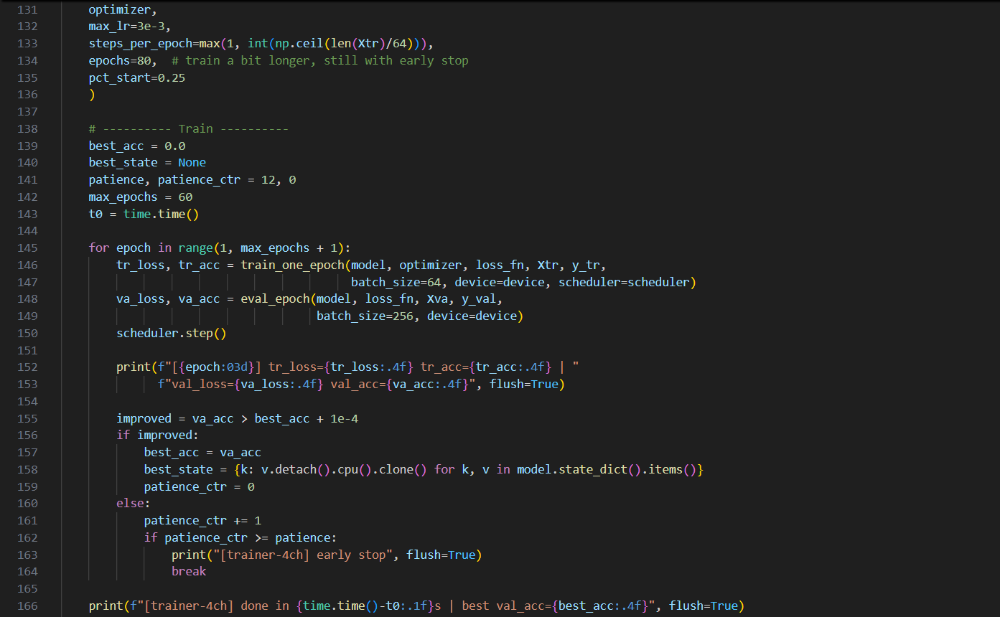 131 optimizer,
132 max_lr=3e-3,
133 steps_per_epoch=max(1, int(np.ceil(len(Xtr)/64))),
134 epochs=80,  # train a bit longer, still with early stop
135 pct_start=0.25
136 )
137
138 # ---------- Train ----------
139 best_acc = 0.0
140 best_state = None
141 patience, patience_ctr = 12, 0
142 max_epochs = 60
143 t0 = time.time()
144
145 for epoch in range(1, max_epochs + 1):
146     tr_loss, tr_acc = train_one_epoch(model, optimizer, loss_fn, Xtr, y_tr,
147                                       batch_size=64, device=device, scheduler=scheduler)
148     va_loss, va_acc = eval_epoch(model, loss_fn, Xva, y_val,
149                                  batch_size=256, device=device)
150     scheduler.step()
151
152     print(f"[{epoch:03d}] tr_loss={tr_loss:.4f} tr_acc={tr_acc:.4f} | "
153           f"val_loss={va_loss:.4f} val_acc={va_acc:.4f}", flush=True)
154
155     improved = va_acc > best_acc + 1e-4
156     if improved:
157         best_acc = va_acc
158         best_state = {k: v.detach().cpu().clone() for k, v in model.state_dict().items()}
159         patience_ctr = 0
160     else:
161         patience_ctr += 1
162         if patience_ctr >= patience:
163             print("[trainer-4ch] early stop", flush=True)
164             break
165
166 print(f"[trainer-4ch] done in {time.time()-t0:.1f}s | best val_acc={best_acc:.4f}", flush=True)